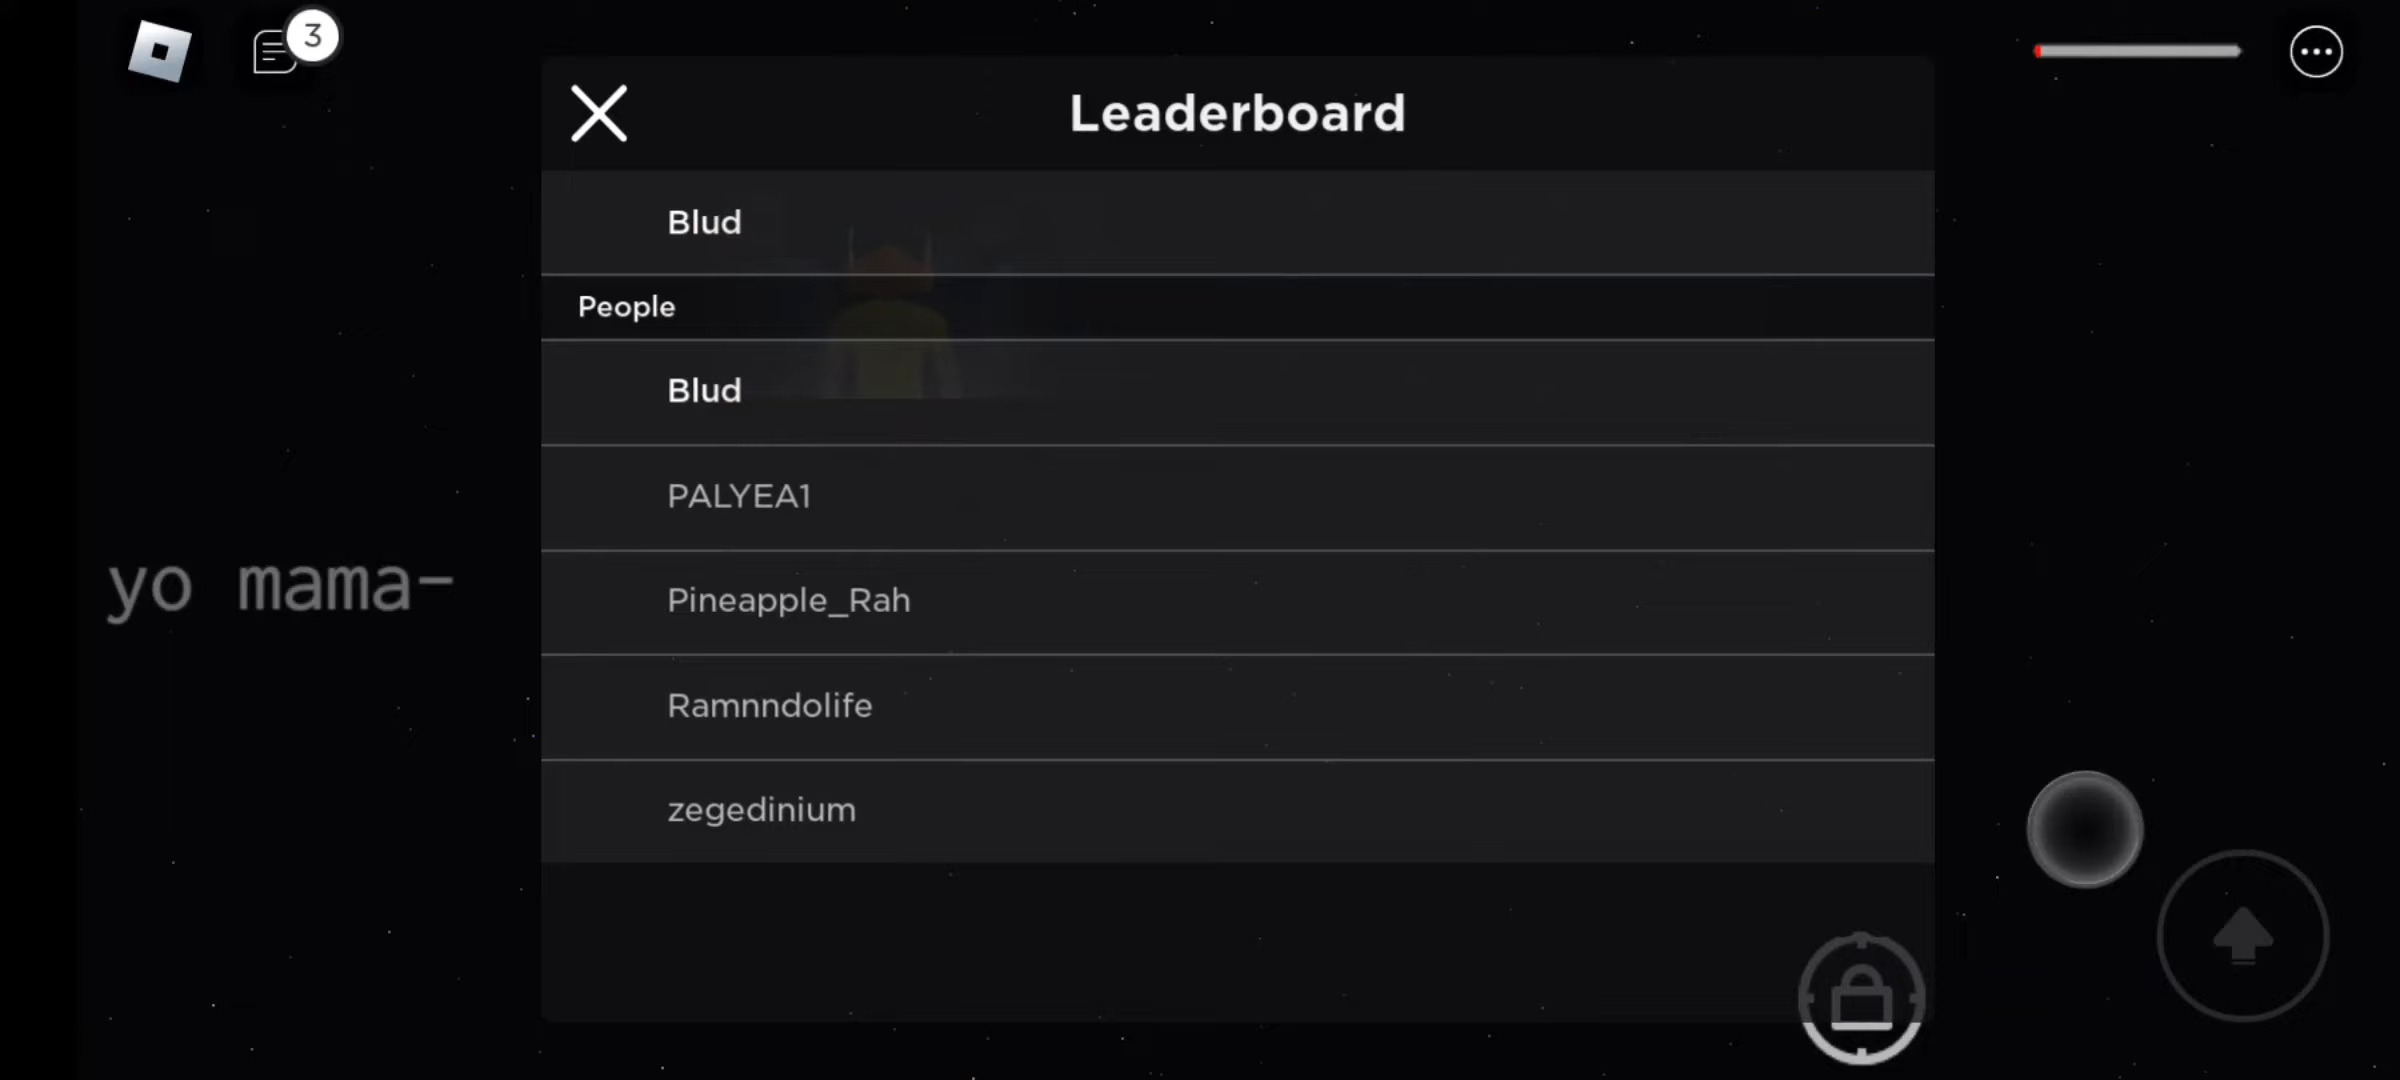 3
Leaderboard
Blud
People
Blud
PALYEA1
yo mama-
Pineapple_Rah
Ramnndolife
zegedinium